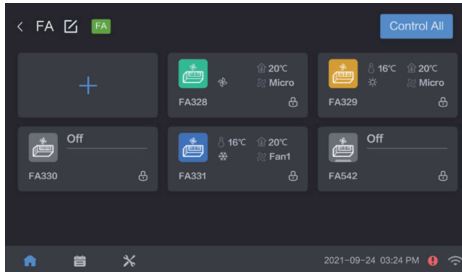 FA FA Control All
20°C
Micro
FA328
16°C 20°C
Micro
FA329
Off
FA330
16°C 20°C
Fan1
FA331
Off
FA542
2021-09-24 03:24 PM